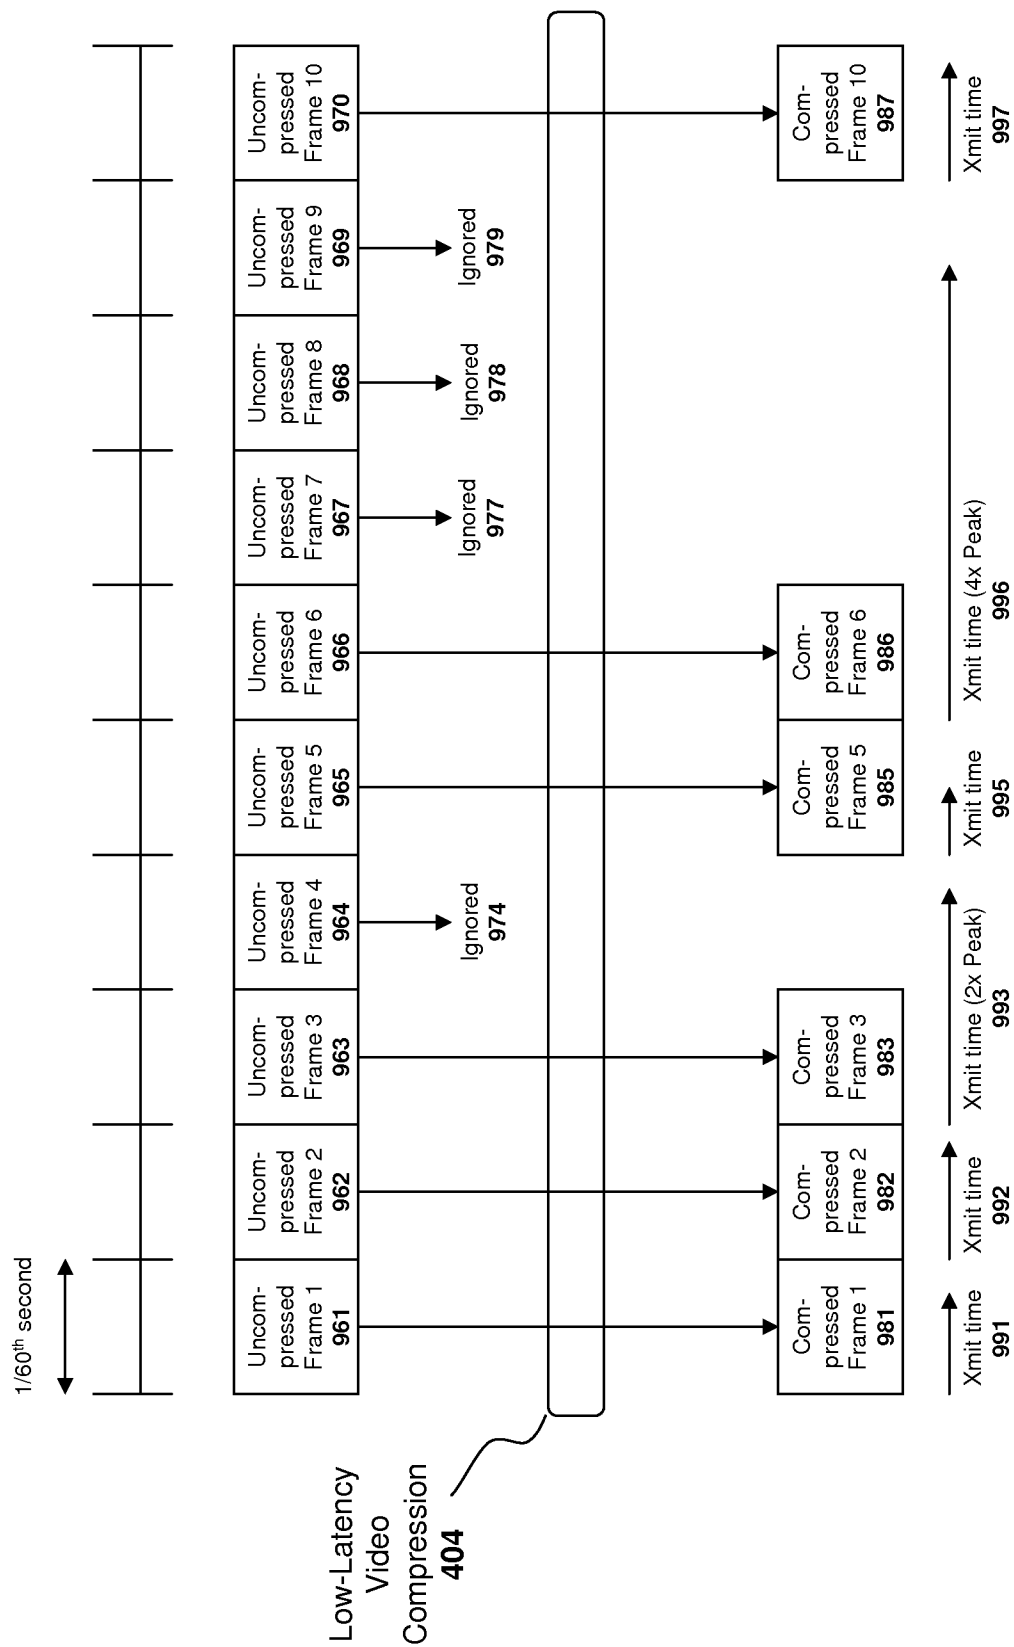 1/60th second
Uncom-
pressed
Frame 1
961
Uncom-
pressed
Frame 2
962
Uncom-
pressed
Frame 3
963
Uncom-
pressed
Frame 4
964
Uncom-
pressed
Frame 5
965
Uncom-
pressed
Frame 6
966
Uncom-
pressed
Frame 7
967
Uncom-
pressed
Frame 8
968
Uncom-
pressed
Frame 9
969
Uncom-
pressed
Frame 10
970
Ignored
974
Ignored
977
Ignored
978
Ignored
979
Low-Latency
Video
Compression
404
Com-
pressed
Frame 1
981
Com-
pressed
Frame 2
982
Com-
pressed
Frame 3
983
Com-
pressed
Frame 5
985
Com-
pressed
Frame 6
986
Com-
pressed
Frame 10
987
Xmit time
991
Xmit time
992
Xmit time (2x Peak)
993
Xmit time
995
Xmit time (4x Peak)
996
Xmit time
997